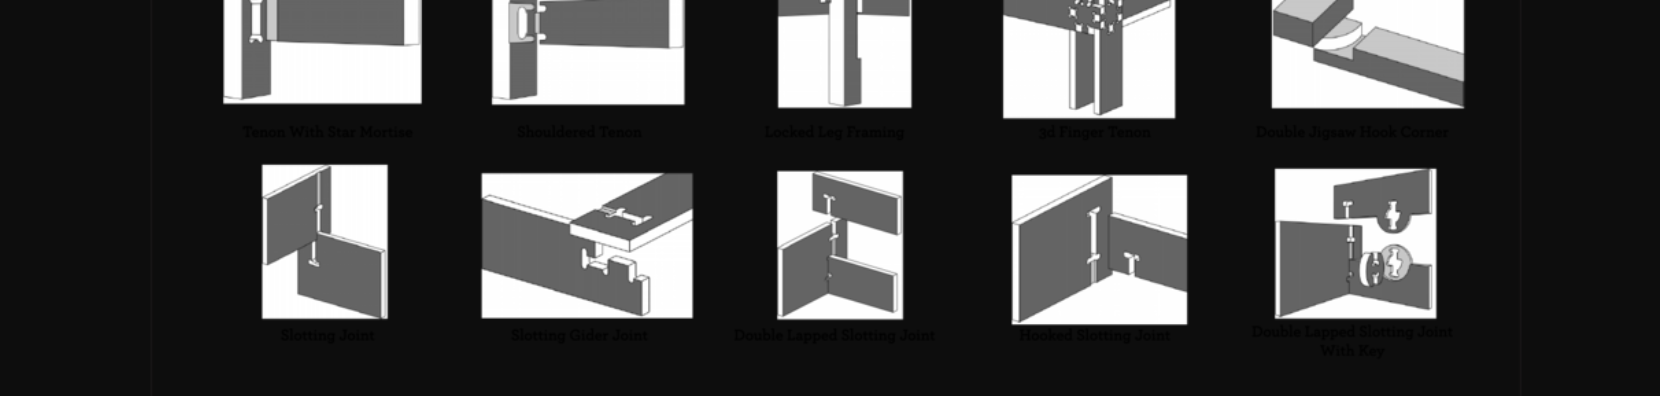 Tenon With Star Mortise
Shouldered Tenon
Locked Leg Framing
3d Finger Tenon
Double Jigsaw Hook Corner
Slotting Joint
Slotting Gider Joint
Double Lapped Slotting Joint
Hooked Slotting Joint
Double Lapped Slotting Joint
With Key